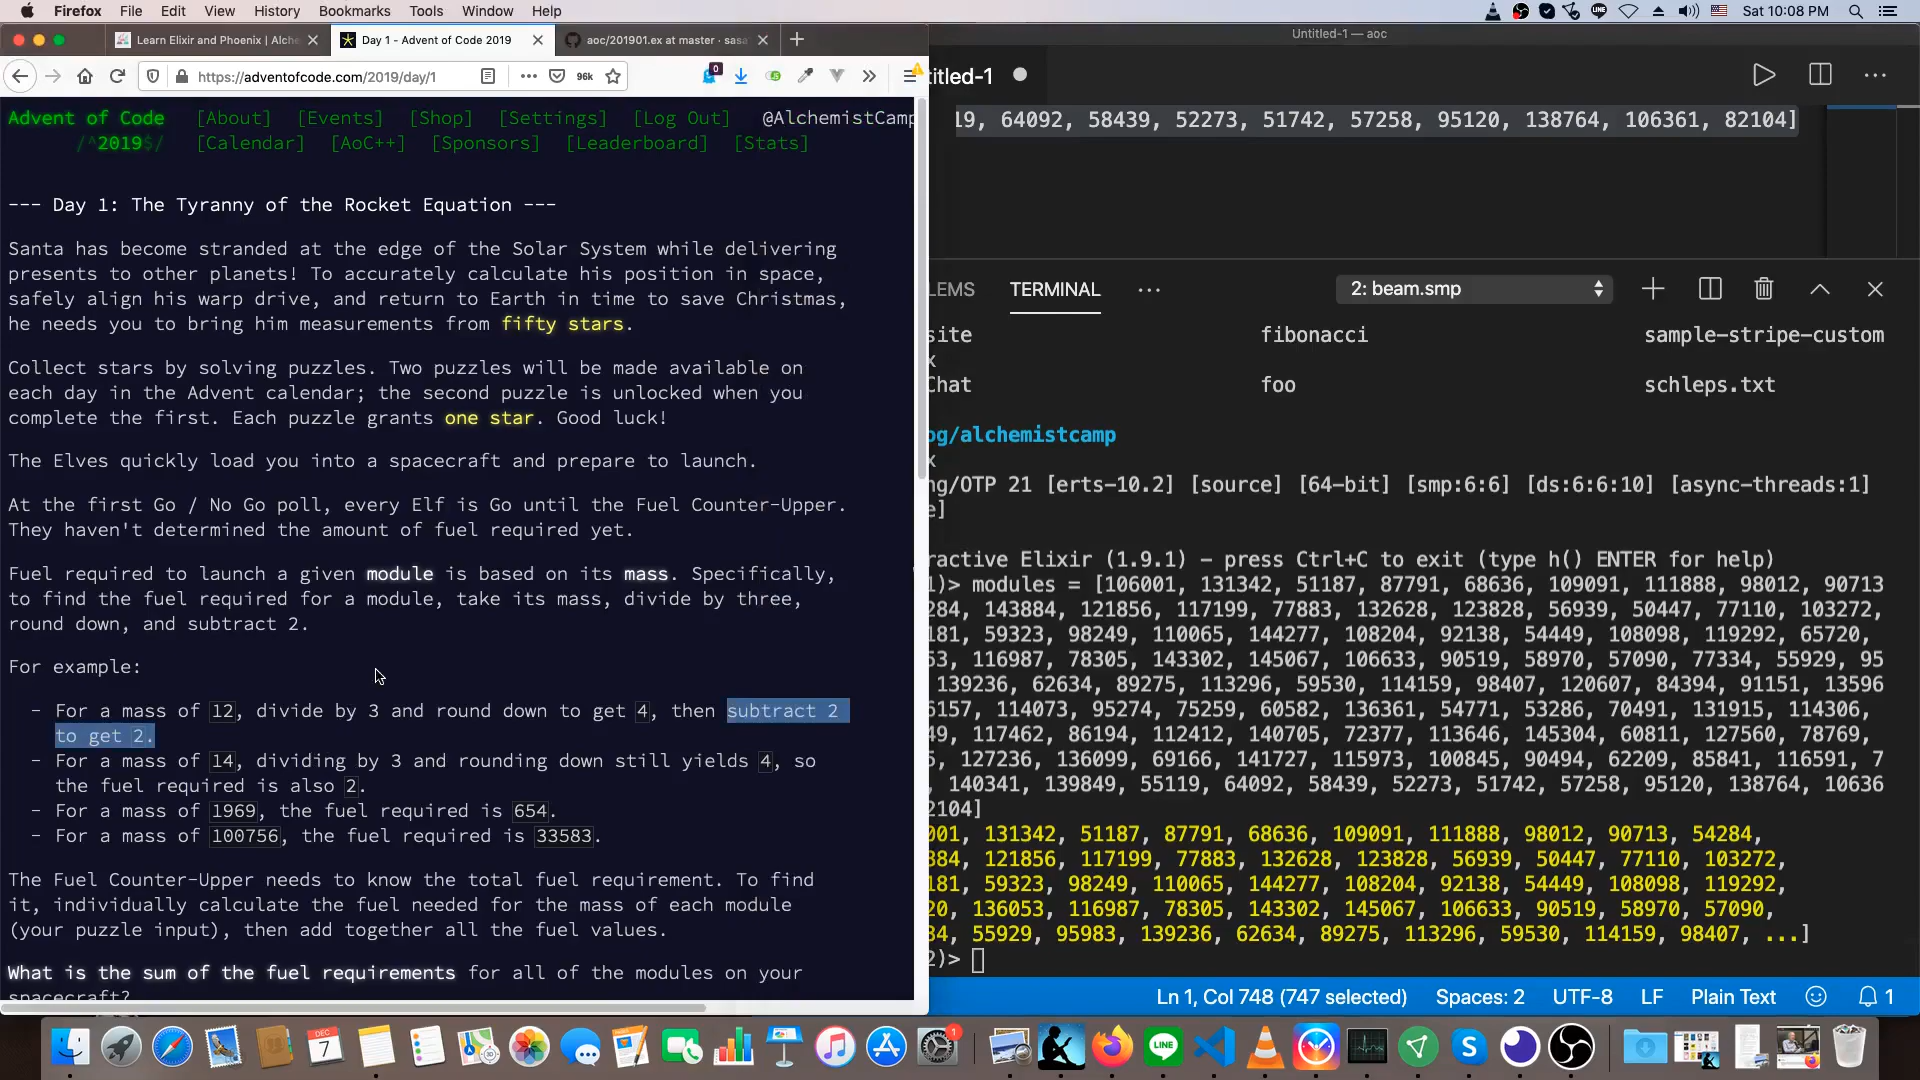 Firefox File Edit View History Bookmarks Tools Window Help
Sat 10:08 PM
Learn Elixir and Phoenix | Alche
Day 1 - Advent of Code 2019
aoc/201901.ex at master · sasa
https://adventofcode.com/2019/day/1
96k
0
Advent of Code [About] [Events] [Shop] [Settings] [Log Out] @AlchemistCamp
/^2019$/ [Calendar] [AoC++] [Sponsors] [Leaderboard] [Stats]
--- Day 1: The Tyranny of the Rocket Equation ---
Santa has become stranded at the edge of the Solar System while delivering
presents to other planets! To accurately calculate his position in space,
safely align his warp drive, and return to Earth in time to save Christmas,
he needs you to bring him measurements from fifty stars.
Collect stars by solving puzzles. Two puzzles will be made available on
each day in the Advent calendar; the second puzzle is unlocked when you
complete the first. Each puzzle grants one star. Good luck!
The Elves quickly load you into a spacecraft and prepare to launch.
At the first Go / No Go poll, every Elf is Go until the Fuel Counter-Upper.
They haven't determined the amount of fuel required yet.
Fuel required to launch a given module is based on its mass. Specifically,
to find the fuel required for a module, take its mass, divide by three,
round down, and subtract 2.
For example:
- For a mass of 12, divide by 3 and round down to get 4, then subtract 2
to get 2.
- For a mass of 14, dividing by 3 and rounding down still yields 4, so
the fuel required is also 2.
- For a mass of 1969, the fuel required is 654.
- For a mass of 100756, the fuel required is 33583.
The Fuel Counter-Upper needs to know the total fuel requirement. To find
it, individually calculate the fuel needed for the mass of each module
(your puzzle input), then add together all the fuel values.
What is the sum of the fuel requirements for all of the modules on your
spacecraft?
Untitled-1 — aoc
titled-1
19, 64092, 58439, 52273, 51742, 57258, 95120, 138764, 106361, 82104]
LEMS TERMINAL ··· 2: beam.smp
site fibonacci sample-stripe-custom
x
Chat foo schleps.txt
og/alchemistcamp
x
ng/OTP 21 [erts-10.2] [source] [64-bit] [smp:6:6] [ds:6:6:10] [async-threads:1]
e]
ractive Elixir (1.9.1) - press Ctrl+C to exit (type h() ENTER for help)
1)> modules = [106001, 131342, 51187, 87791, 68636, 109091, 111888, 98012, 90713
284, 143884, 121856, 117199, 77883, 132628, 123828, 56939, 50447, 77110, 103272,
181, 59323, 98249, 110065, 144277, 108204, 92138, 54449, 108098, 119292, 65720,
53, 116987, 78305, 143302, 145067, 106633, 90519, 58970, 57090, 77334, 55929, 95
139236, 62634, 89275, 113296, 59530, 114159, 98407, 120607, 84394, 91151, 13596
6157, 114073, 95274, 75259, 60582, 136361, 54771, 53286, 70491, 131915, 114306,
49, 117462, 86194, 112412, 140705, 72377, 113646, 145304, 60811, 127560, 78769,
, 127236, 133699, 69166, 141727, 115973, 100845, 90494, 62209, 85841, 116591, 7
, 140341, 139849, 55119, 64092, 58439, 52273, 51742, 57258, 95120, 138764, 10636
2104]
001, 131342, 51187, 87791, 68636, 109091, 111888, 98012, 90713, 54284,
884, 121856, 117199, 77883, 132628, 123828, 56939, 50447, 77110, 103272,
181, 59323, 98249, 110065, 144277, 108204, 92138, 54449, 108098, 119292,
20, 136053, 116987, 78305, 143302, 145067, 106633, 90519, 58970, 57090,
34, 55929, 95983, 139236, 62634, 89275, 113296, 59530, 114159, 98407, ...]
2)>
Ln 1, Col 748 (747 selected) Spaces: 2 UTF-8 LF Plain Text 1
DEC
7
1